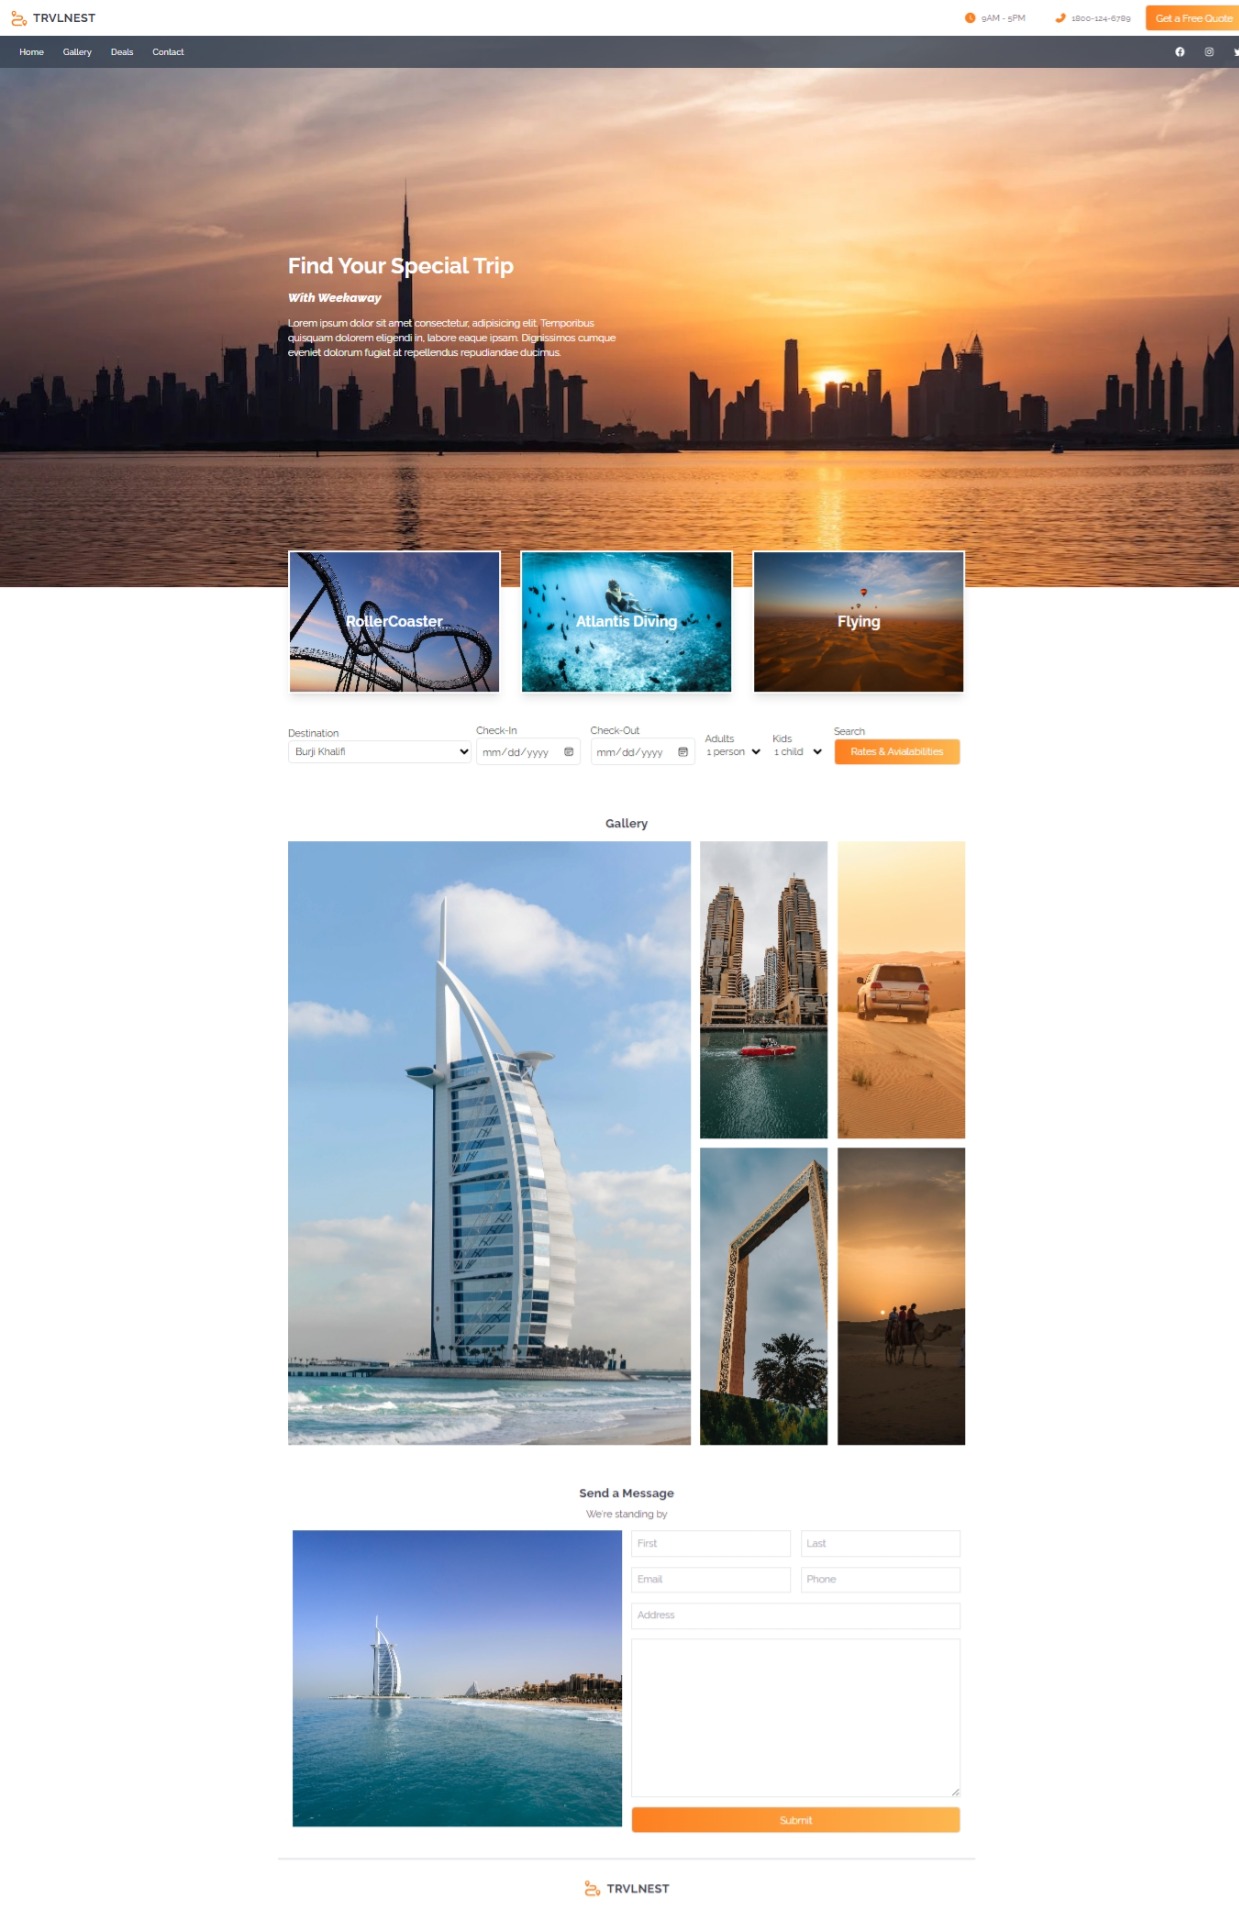 TRVLNEST
9AM - 5PM
1800-124-6789
Get a Free Quote
Home
Gallery
Deals
Contact
Find Your Special Trip
With Weekaway
Lorem ipsum dolor sit amet consectetur, adipisicing elit. Temporibus
quisquam dolorem eligendi in, labore eaque ipsam. Dignissimos cumque
eveniet dolorum fugiat at repellendus repudiandae ducimus.
RollerCoaster
Atlantis Diving
Flying
Destination
Check-In
Check-Out
Adults
Kids
Search
Burji Khalifi
mm/dd/yyyy
mm/dd/yyyy
1 person
1 child
Rates & Avialabilities
Gallery
Send a Message
We're standing by
First
Last
Email
Phone
Address
Submit
TRVLNEST